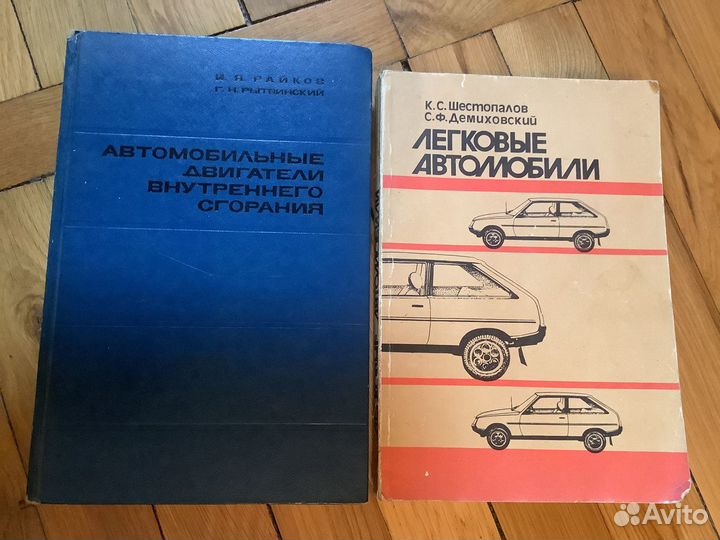 И. Я. РАЙКОВ
Г. Н. РЫТВИНСКИЙ
АВТОМОБИЛЬНЫЕ
ДВИГАТЕЛИ
ВНУТРЕННЕГО
СГОРАНИЯ
К. С. Шестопалов
С. Ф. Демиховский
ЛЕГКОВЫЕ
АВТОМОБИЛИ
Avito